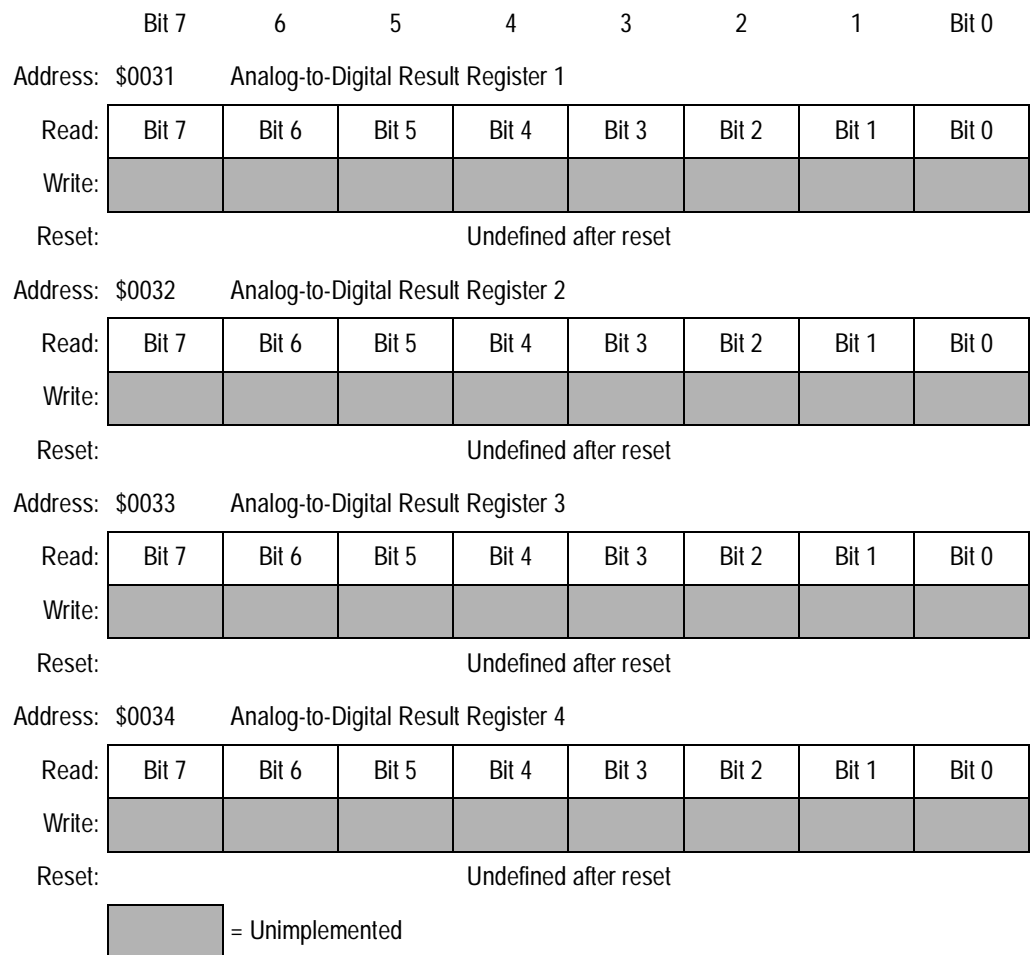 Bit 7 6 5 4 3 2 1 Bit 0
Address: $0031 Analog-to-Digital Result Register 1
Read: Bit 7 Bit 6 Bit 5 Bit 4 Bit 3 Bit 2 Bit 1 Bit 0
Write:
Reset: Undefined after reset
Address: $0032 Analog-to-Digital Result Register 2
Read: Bit 7 Bit 6 Bit 5 Bit 4 Bit 3 Bit 2 Bit 1 Bit 0
Write:
Reset: Undefined after reset
Address: $0033 Analog-to-Digital Result Register 3
Read: Bit 7 Bit 6 Bit 5 Bit 4 Bit 3 Bit 2 Bit 1 Bit 0
Write:
Reset: Undefined after reset
Address: $0034 Analog-to-Digital Result Register 4
Read: Bit 7 Bit 6 Bit 5 Bit 4 Bit 3 Bit 2 Bit 1 Bit 0
Write:
Reset: Undefined after reset
= Unimplemented